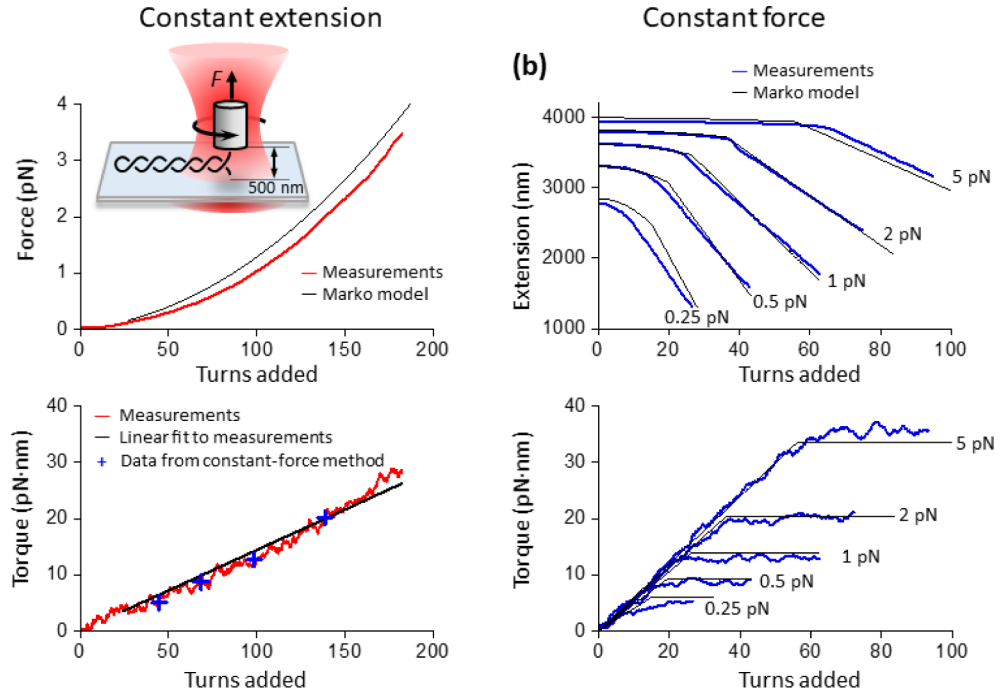 Constant extension
Constant force
F
500 nm
4
3
2
1
0
Force (pN)
Measurements
Marko model
0
50
100
150
200
Turns added
(b)
Measurements
Marko model
4000
3000
2000
1000
Extension (nm)
5 pN
2 pN
1 pN
0.5 pN
0.25 pN
0
20
40
60
80
100
Turns added
40
30
20
10
0
Torque (pN·nm)
Measurements
Linear fit to measurements
Data from constant-force method
0
50
100
150
200
Turns added
40
30
20
10
0
Torque (pN·nm)
5 pN
2 pN
1 pN
0.5 pN
0.25 pN
0
20
40
60
80
100
Turns added